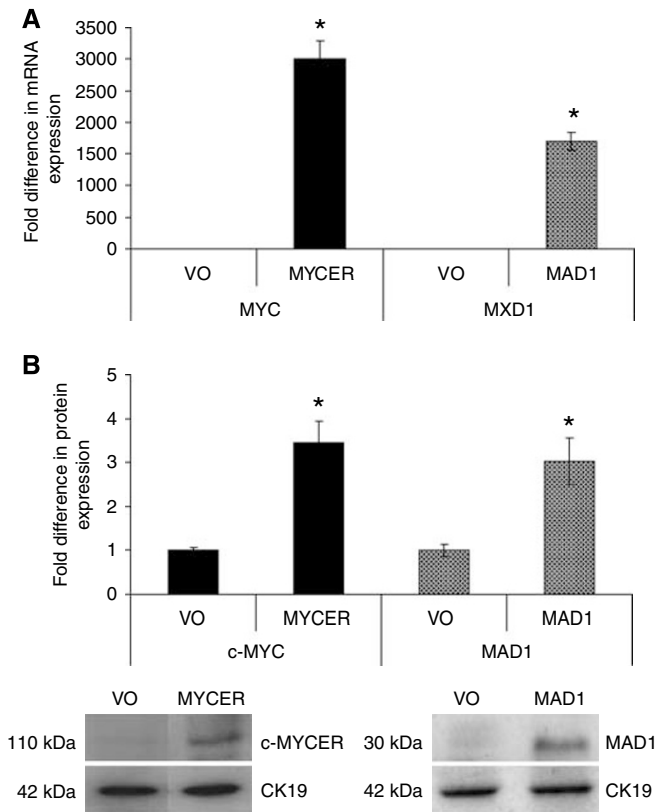 A
Fold difference in mRNA
expression
3500
3000
2500
2000
1500
1000
500
0
*
*
VO
MYCER
VO
MAD1
MYC
MXD1
B
Fold difference in protein
expression
5
4
3
2
1
0
*
*
VO
MYCER
VO
MAD1
c-MYC
MAD1
VO MYCER
110 kDa
c-MYCER
42 kDa
CK19
VO MAD1
30 kDa
MAD1
42 kDa
CK19